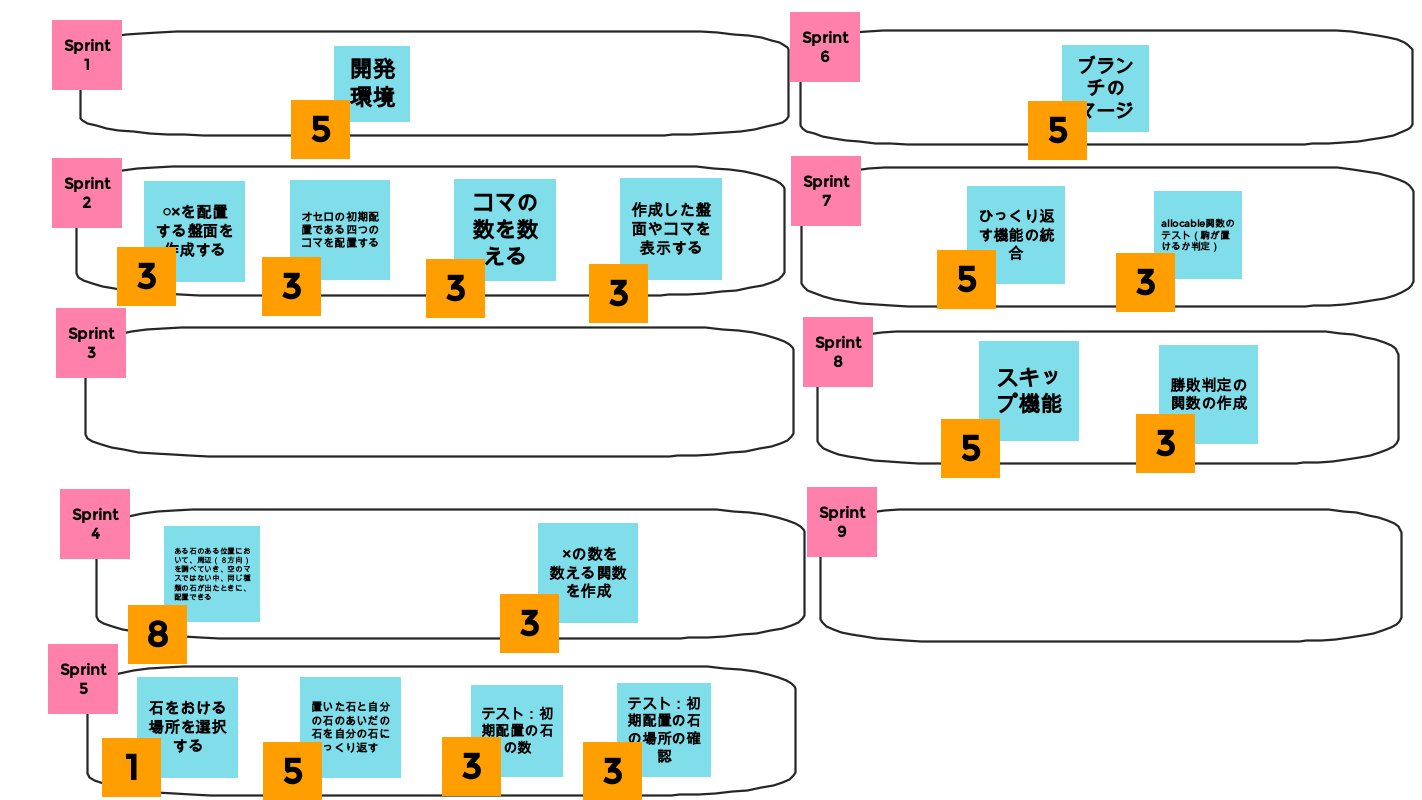 Sprint
1
開発
環境
5
Sprint
2
○×を配置
する盤面を
作成する
3
オセロの初期配
置である四つの
コマを配置する
3
コマの
数を数
える
3
作成した盤
面やコマを
表示する
3
Sprint
3
Sprint
4
ある石のある位置にお
いて、周辺（８方向）
を調べていき、空のマ
スではない中、同じ種
類の石が出たときに、
配置できる
8
×の数を
数える関数
を作成
3
Sprint
5
石をおける
場所を選択
する
1
置いた石と自分
の石のあいだの
石を自分の石に
っくり返す
5
テスト：初
期配置の石
の数
3
テスト：初
期配置の石
の場所の確
認
3
Sprint
6
ブラン
チの
マージ
5
Sprint
7
ひっくり返
す機能の統
合
5
allocable関数の
テスト（駒が置
けるか判定）
3
Sprint
8
スキッ
プ機能
5
勝敗判定の
関数の作成
3
Sprint
9